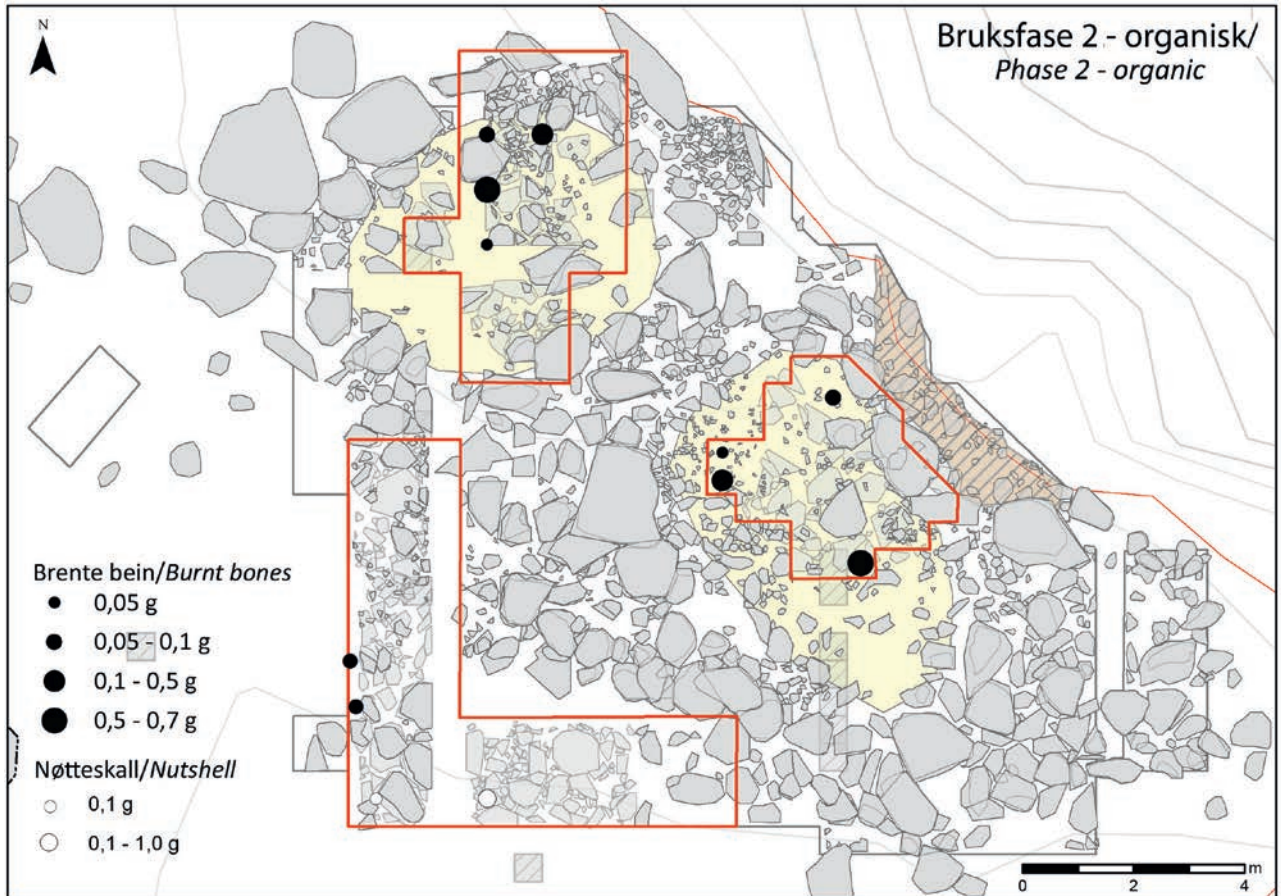 N
Bruksfase 2 - organisk/
Phase 2 - organic
Brente bein/Burnt bones
0,05 g
0,05 - 0,1 g
0,1 - 0,5 g
0,5 - 0,7 g
Nøtteskall/Nutshell
0,1 g
0,1 - 1,0 g
m
0 2 4